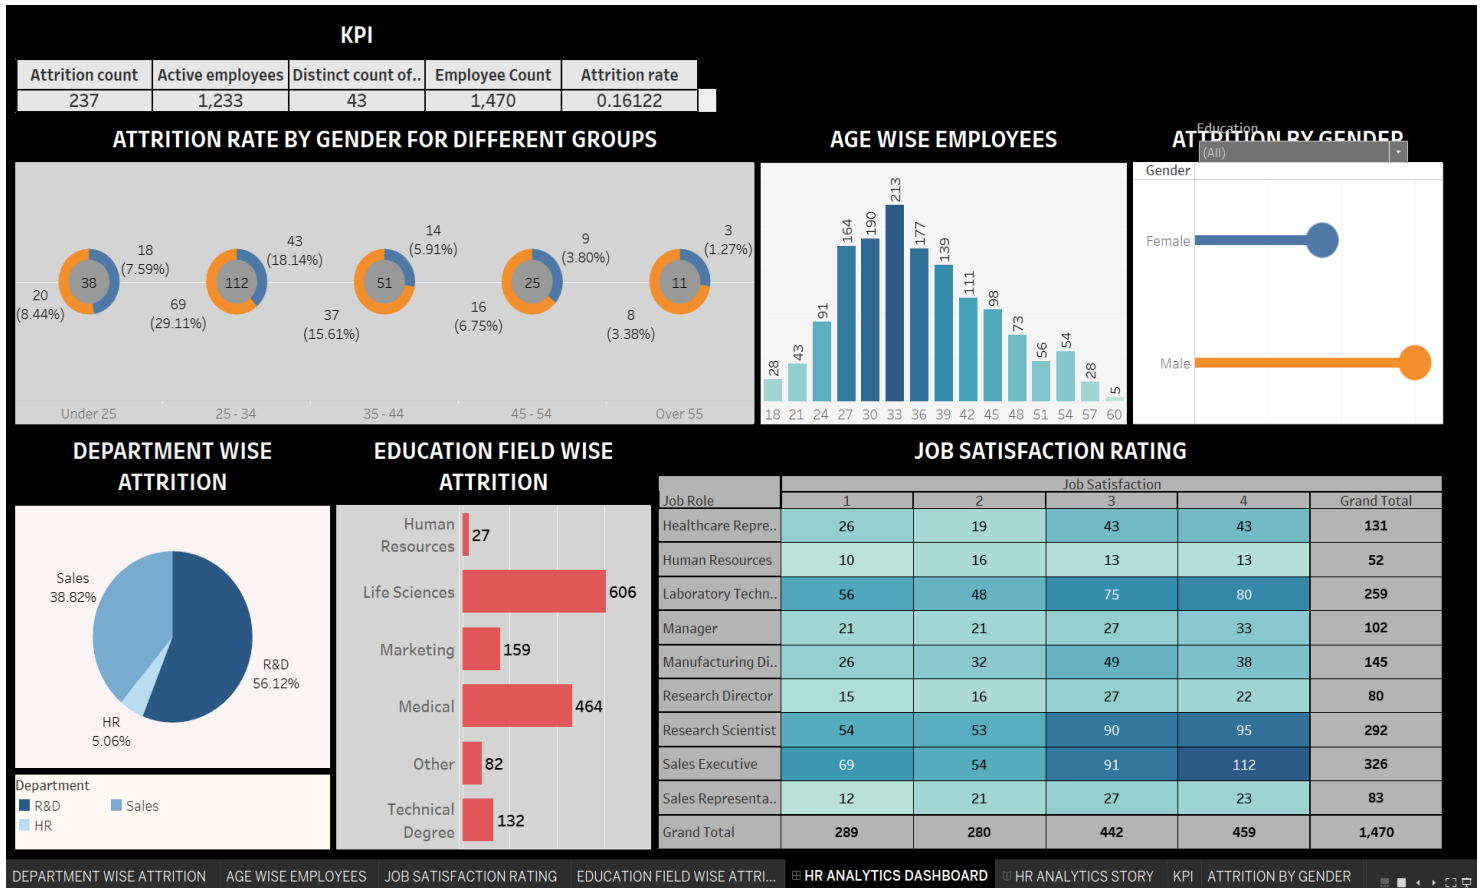 KPI
Attrition count Active employees Distinct count of.. Employee Count Attrition rate
237 1,233 43 1,470 0.16122
ATTRITION RATE BY GENDER FOR DIFFERENT GROUPS
18
(7.59%)
38
20
(8.44%)
43
(18.14%)
112
69
(29.11%)
14
(5.91%)
51
37
(15.61%)
9
(3.80%)
25
16
(6.75%)
3
(1.27%)
11
8
(3.38%)
Under 25 25 - 34 35 - 44 45 - 54 Over 55
AGE WISE EMPLOYEES
28 43 91 164 190 213 177 139 111 98 73 56 54 28 5
18 21 24 27 30 33 36 39 42 45 48 51 54 57 60
ATTRITION BY GENDER
Education
(All)
Gender
Female
Male
DEPARTMENT WISE
ATTRITION
Sales
38.82%
R&D
56.12%
HR
5.06%
Department
R&D Sales
HR
EDUCATION FIELD WISE
ATTRITION
Human
Resources 27
Life Sciences 606
Marketing 159
Medical 464
Other 82
Technical
Degree 132
JOB SATISFACTION RATING
Job Satisfaction
Job Role 1 2 3 4 Grand Total
Healthcare Repre.. 26 19 43 43 131
Human Resources 10 16 13 13 52
Laboratory Techn.. 56 48 75 80 259
Manager 21 21 27 33 102
Manufacturing Di.. 26 32 49 38 145
Research Director 15 16 27 22 80
Research Scientist 54 53 90 95 292
Sales Executive 69 54 91 112 326
Sales Representa.. 12 21 27 23 83
Grand Total 289 280 442 459 1,470
DEPARTMENT WISE ATTRITION AGE WISE EMPLOYEES JOB SATISFACTION RATING EDUCATION FIELD WISE ATTRI... HR ANALYTICS DASHBOARD HR ANALYTICS STORY KPI ATTRITION BY GENDER